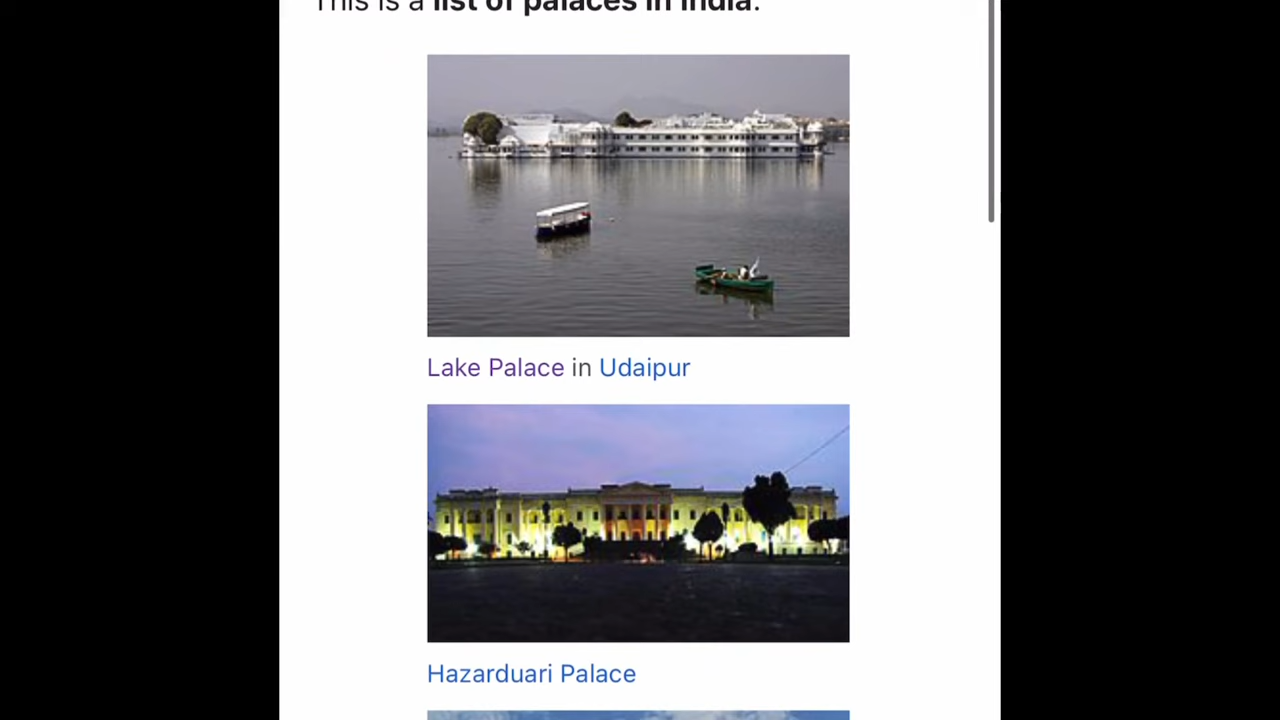 This is a list of palaces in India.
Lake Palace in Udaipur
Hazarduari Palace